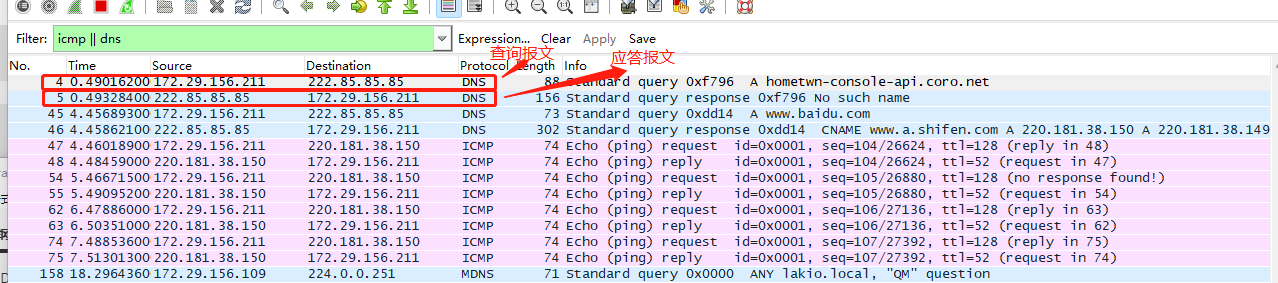 Filter: icmp || dns Expression... Clear Apply Save
查询报文 应答报文
No. Time Source Destination Protocol Length Info
4 0.49016200 172.29.156.211 222.85.85.85 DNS 88 Standard query 0xf796 A hometwn-console-api.coro.net
5 0.49328400 222.85.85.85 172.29.156.211 DNS 156 Standard query response 0xf796 No such name
45 4.45689300 172.29.156.211 222.85.85.85 DNS 73 Standard query 0xdd14 A www.baidu.com
46 4.45862100 222.85.85.85 172.29.156.211 DNS 302 Standard query response 0xdd14 CNAME www.a.shifen.com A 220.181.38.150 A 220.181.38.149
47 4.46018900 172.29.156.211 220.181.38.150 ICMP 74 Echo (ping) request id=0x0001, seq=104/26624, ttl=128 (reply in 48)
48 4.48459000 220.181.38.150 172.29.156.211 ICMP 74 Echo (ping) reply id=0x0001, seq=104/26624, ttl=52 (request in 47)
54 5.46671500 172.29.156.211 220.181.38.150 ICMP 74 Echo (ping) request id=0x0001, seq=105/26880, ttl=128 (no response found!)
55 5.49095200 220.181.38.150 172.29.156.211 ICMP 74 Echo (ping) reply id=0x0001, seq=105/26880, ttl=52 (request in 54)
62 6.47886000 172.29.156.211 220.181.38.150 ICMP 74 Echo (ping) request id=0x0001, seq=106/27136, ttl=128 (reply in 63)
63 6.50351000 220.181.38.150 172.29.156.211 ICMP 74 Echo (ping) reply id=0x0001, seq=106/27136, ttl=52 (request in 62)
74 7.48853600 172.29.156.211 220.181.38.150 ICMP 74 Echo (ping) request id=0x0001, seq=107/27392, ttl=128 (reply in 75)
75 7.51301300 220.181.38.150 172.29.156.211 ICMP 74 Echo (ping) reply id=0x0001, seq=107/27392, ttl=52 (request in 74)
158 18.2964360 172.29.156.109 224.0.0.251 MDNS 71 Standard query 0x0000 ANY lakio.local, "QM" question